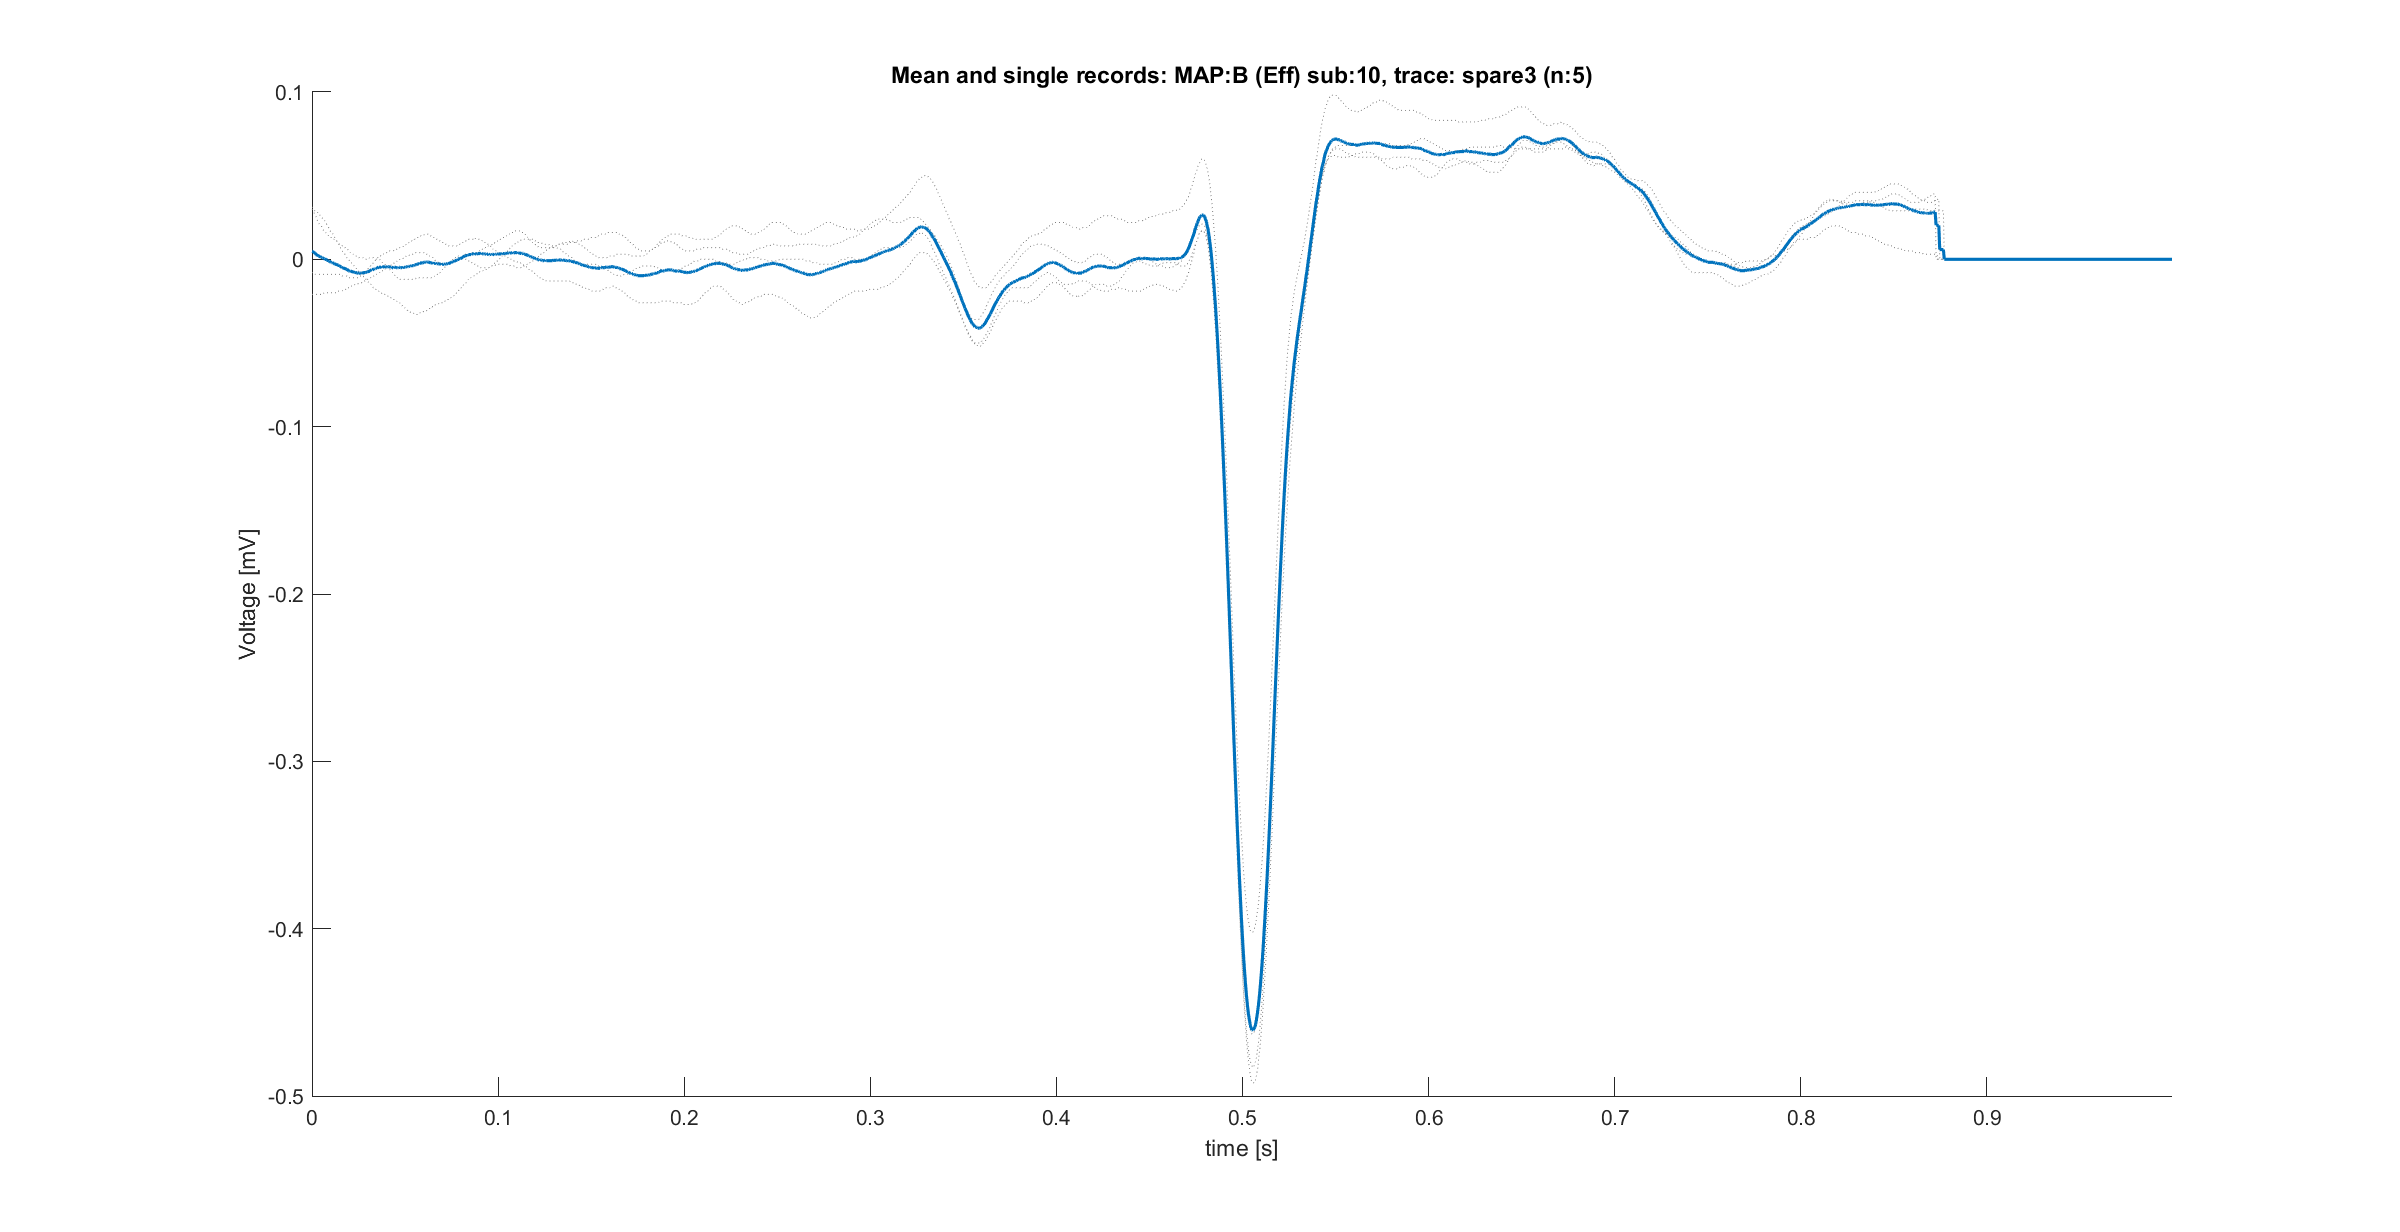 Mean and single records: MAP:B (Eff) sub:10, trace: spare3 (n:5)
0.1
0
-0.1
-0.2
-0.3
-0.4
-0.5
Voltage [mV]
0 0.1 0.2 0.3 0.4 0.5 0.6 0.7 0.8 0.9
time [s]